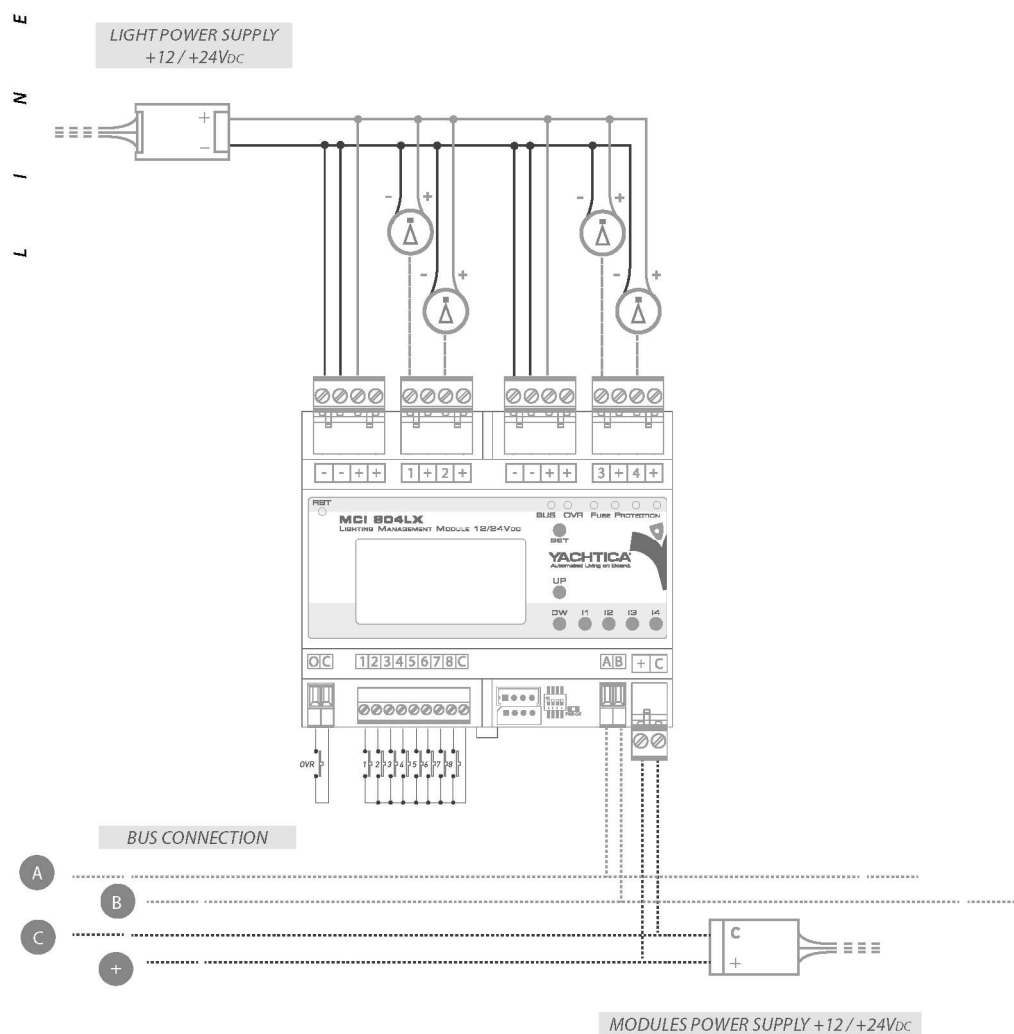 L I N E
LIGHT POWER SUPPLY
+12 / +24VDC
+
-
- +
- +
- +
- +
- - + +
1 + 2 +
- - + +
3 + 4 +
RST
BUS OVR FUSE PROTECTION
MCI 804LX
LIGHTING MANAGEMENT MODULE 12/24VDC
SET
YACHTICA
Automated Living on Board.
UP
DW I1 I2 I3 I4
O C
1 2 3 4 5 6 7 8 C
A B
+ C
OVR
1 2 3 4 5 6 7 8
BUS CONNECTION
A
B
C
C
+
+
MODULES POWER SUPPLY +12 / +24VDC